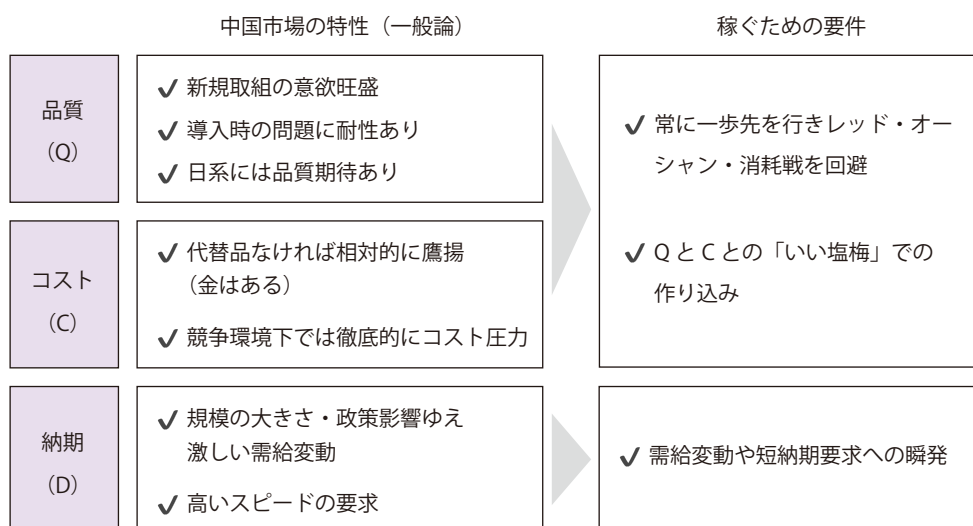 中国市場の特性（一般論）
稼ぐための要件
品質
（Q）
✔ 新規取組の意欲旺盛
✔ 導入時の問題に耐性あり
✔ 日系には品質期待あり
コスト
（C）
✔ 代替品なければ相対的に鷹揚
（金はある）
✔ 競争環境下では徹底的にコスト圧力
✔ 常に一歩先を行きレッド・オー
シャン・消耗戦を回避
✔ QとCとの「いい塩梅」での
作り込み
納期
（D）
✔ 規模の大きさ・政策影響ゆえ
激しい需給変動
✔ 高いスピードの要求
✔ 需給変動や短納期要求への瞬発